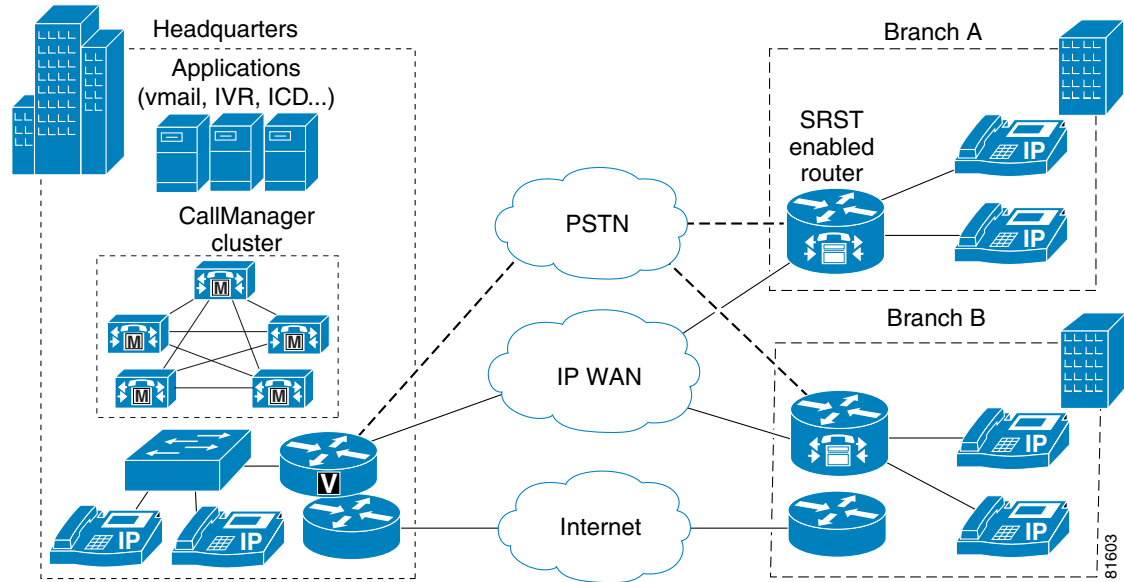 Headquarters
Applications
(vmail, IVR, ICD...)
CallManager
cluster
M
M
M
M
M
V
IP
IP
PSTN
IP WAN
Internet
Branch A
SRST
enabled
router
IP
IP
Branch B
IP
IP
81603